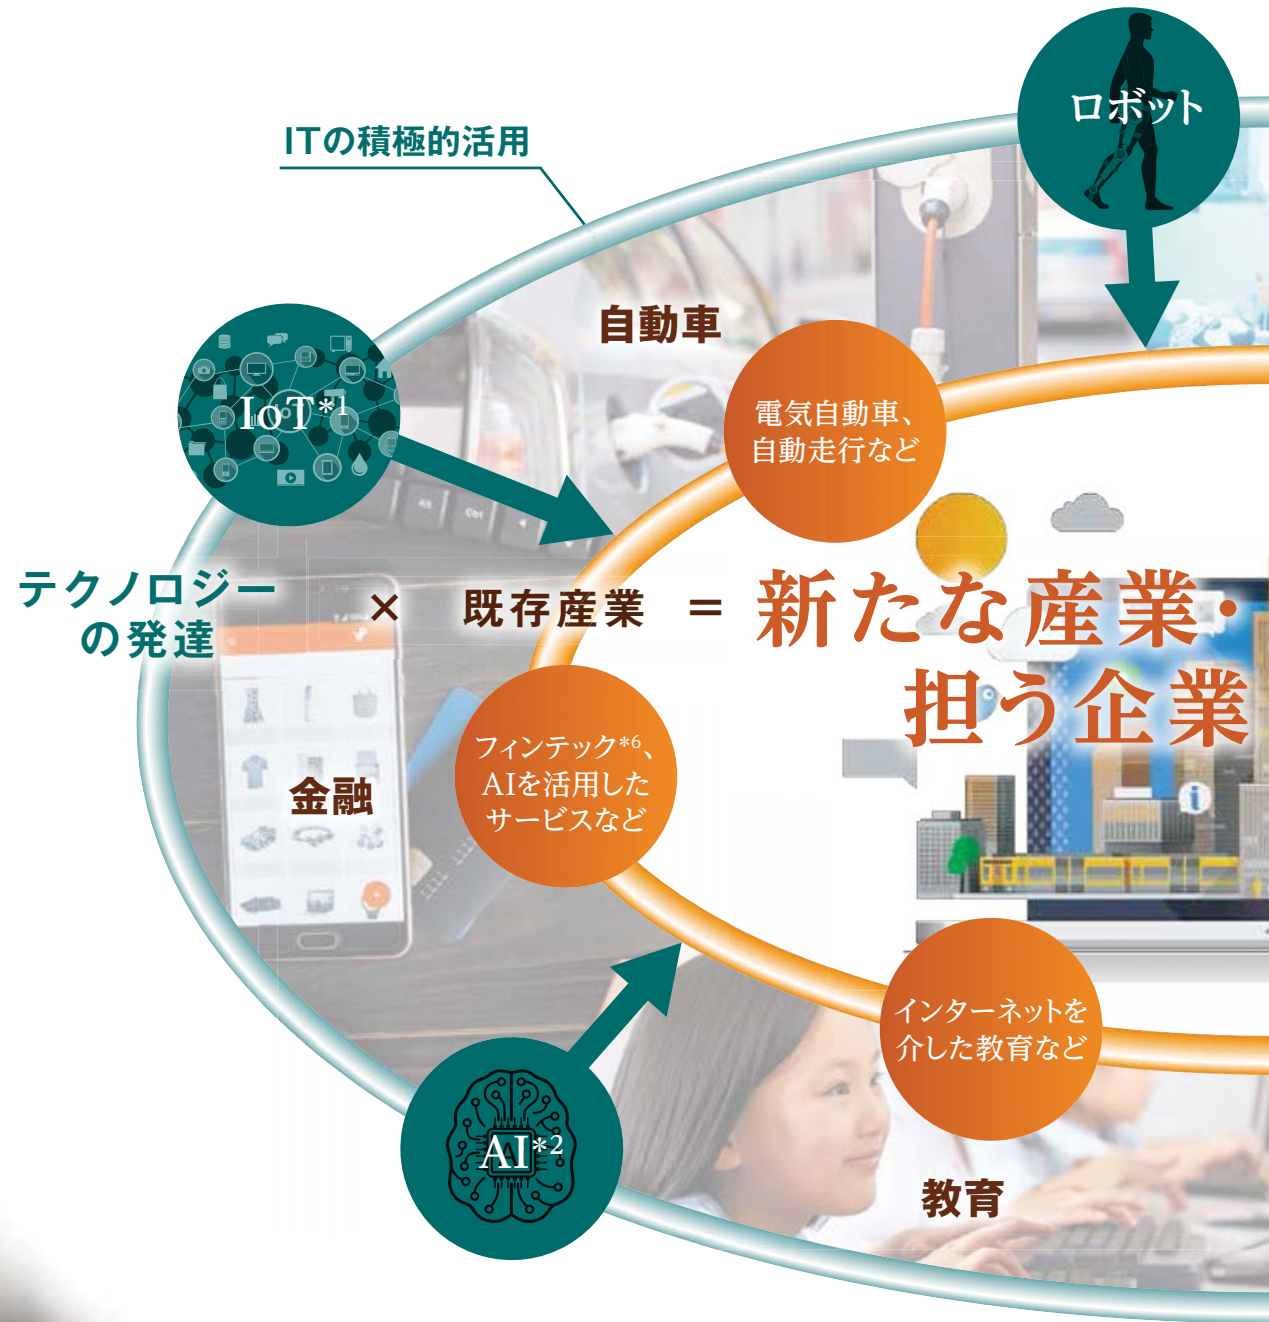 ロボット
ITの積極的活用
自動車
IoT*1
電気自動車、
自動走行など
テクノロジー
の発達
× 既存産業 ＝
新たな産業・
担う企業
フィンテック*6、
AIを活用した
サービスなど
金融
インターネットを
介した教育など
AI*2
教育